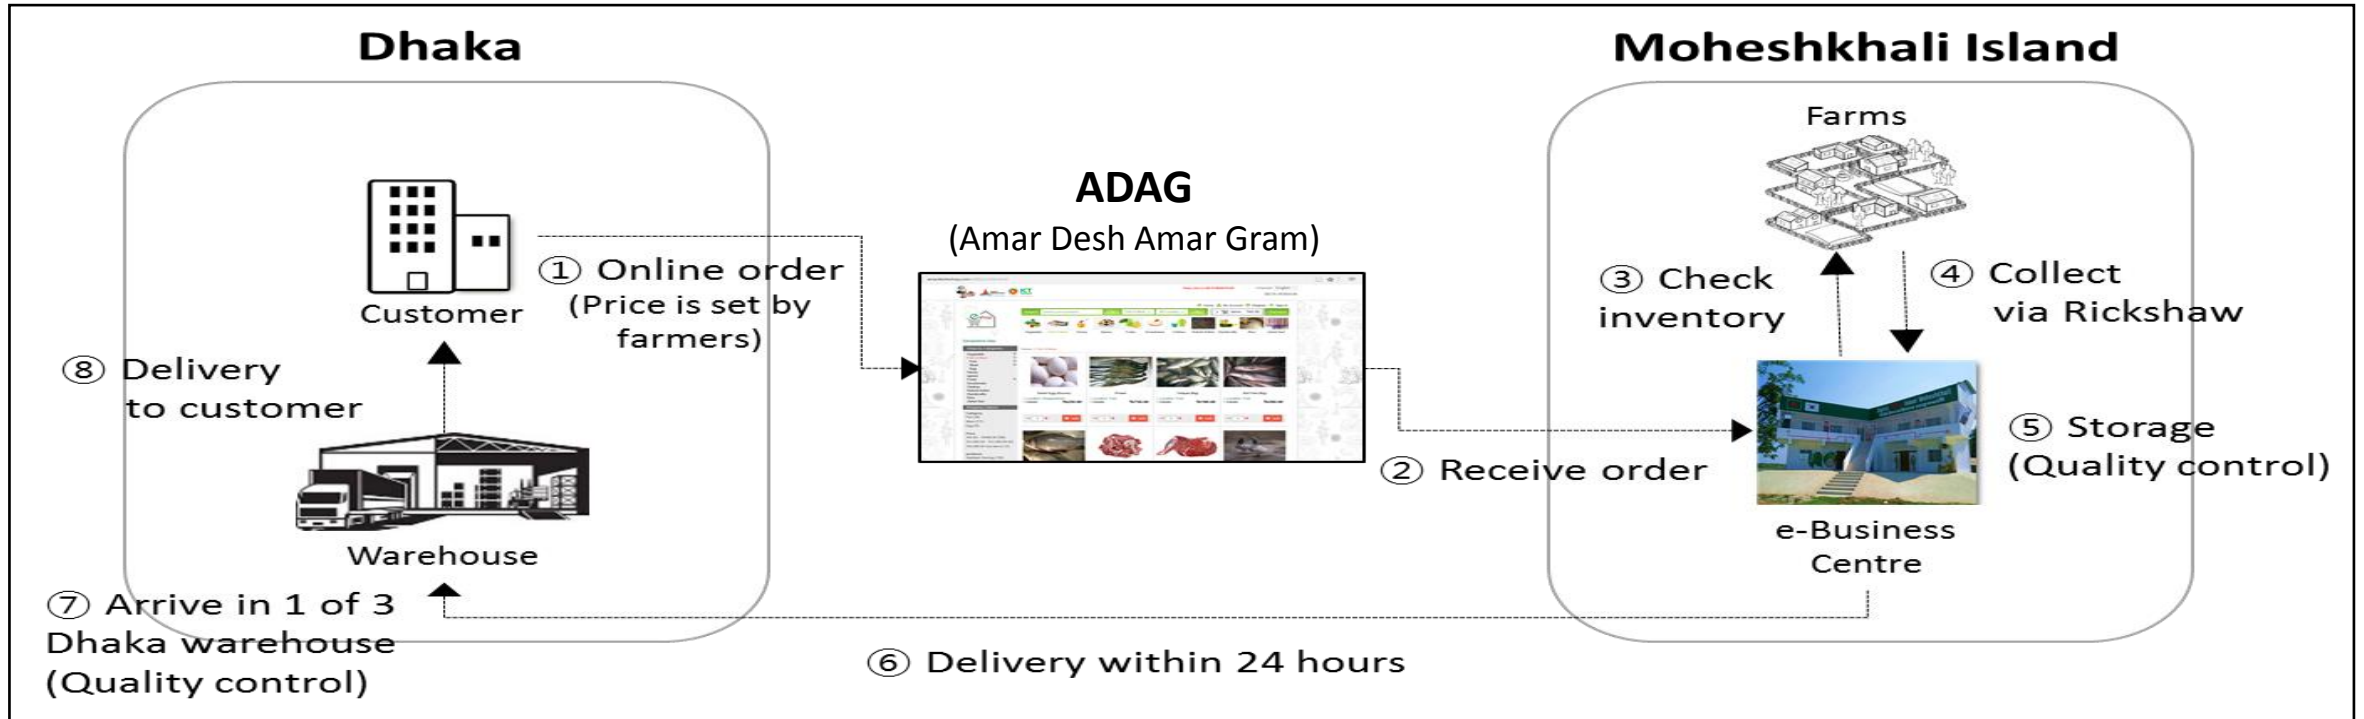 Dhaka
Moheshkhali Island
Farms
ADAG
(Amar Desh Amar Gram)
① Online order
(Price is set by
farmers)
Customer
③ Check
inventory
④ Collect
via Rickshaw
⑧ Delivery
to customer
② Receive order
⑤ Storage
(Quality control)
e-Business
Centre
Warehouse
⑦ Arrive in 1 of 3
Dhaka warehouse
(Quality control)
⑥ Delivery within 24 hours